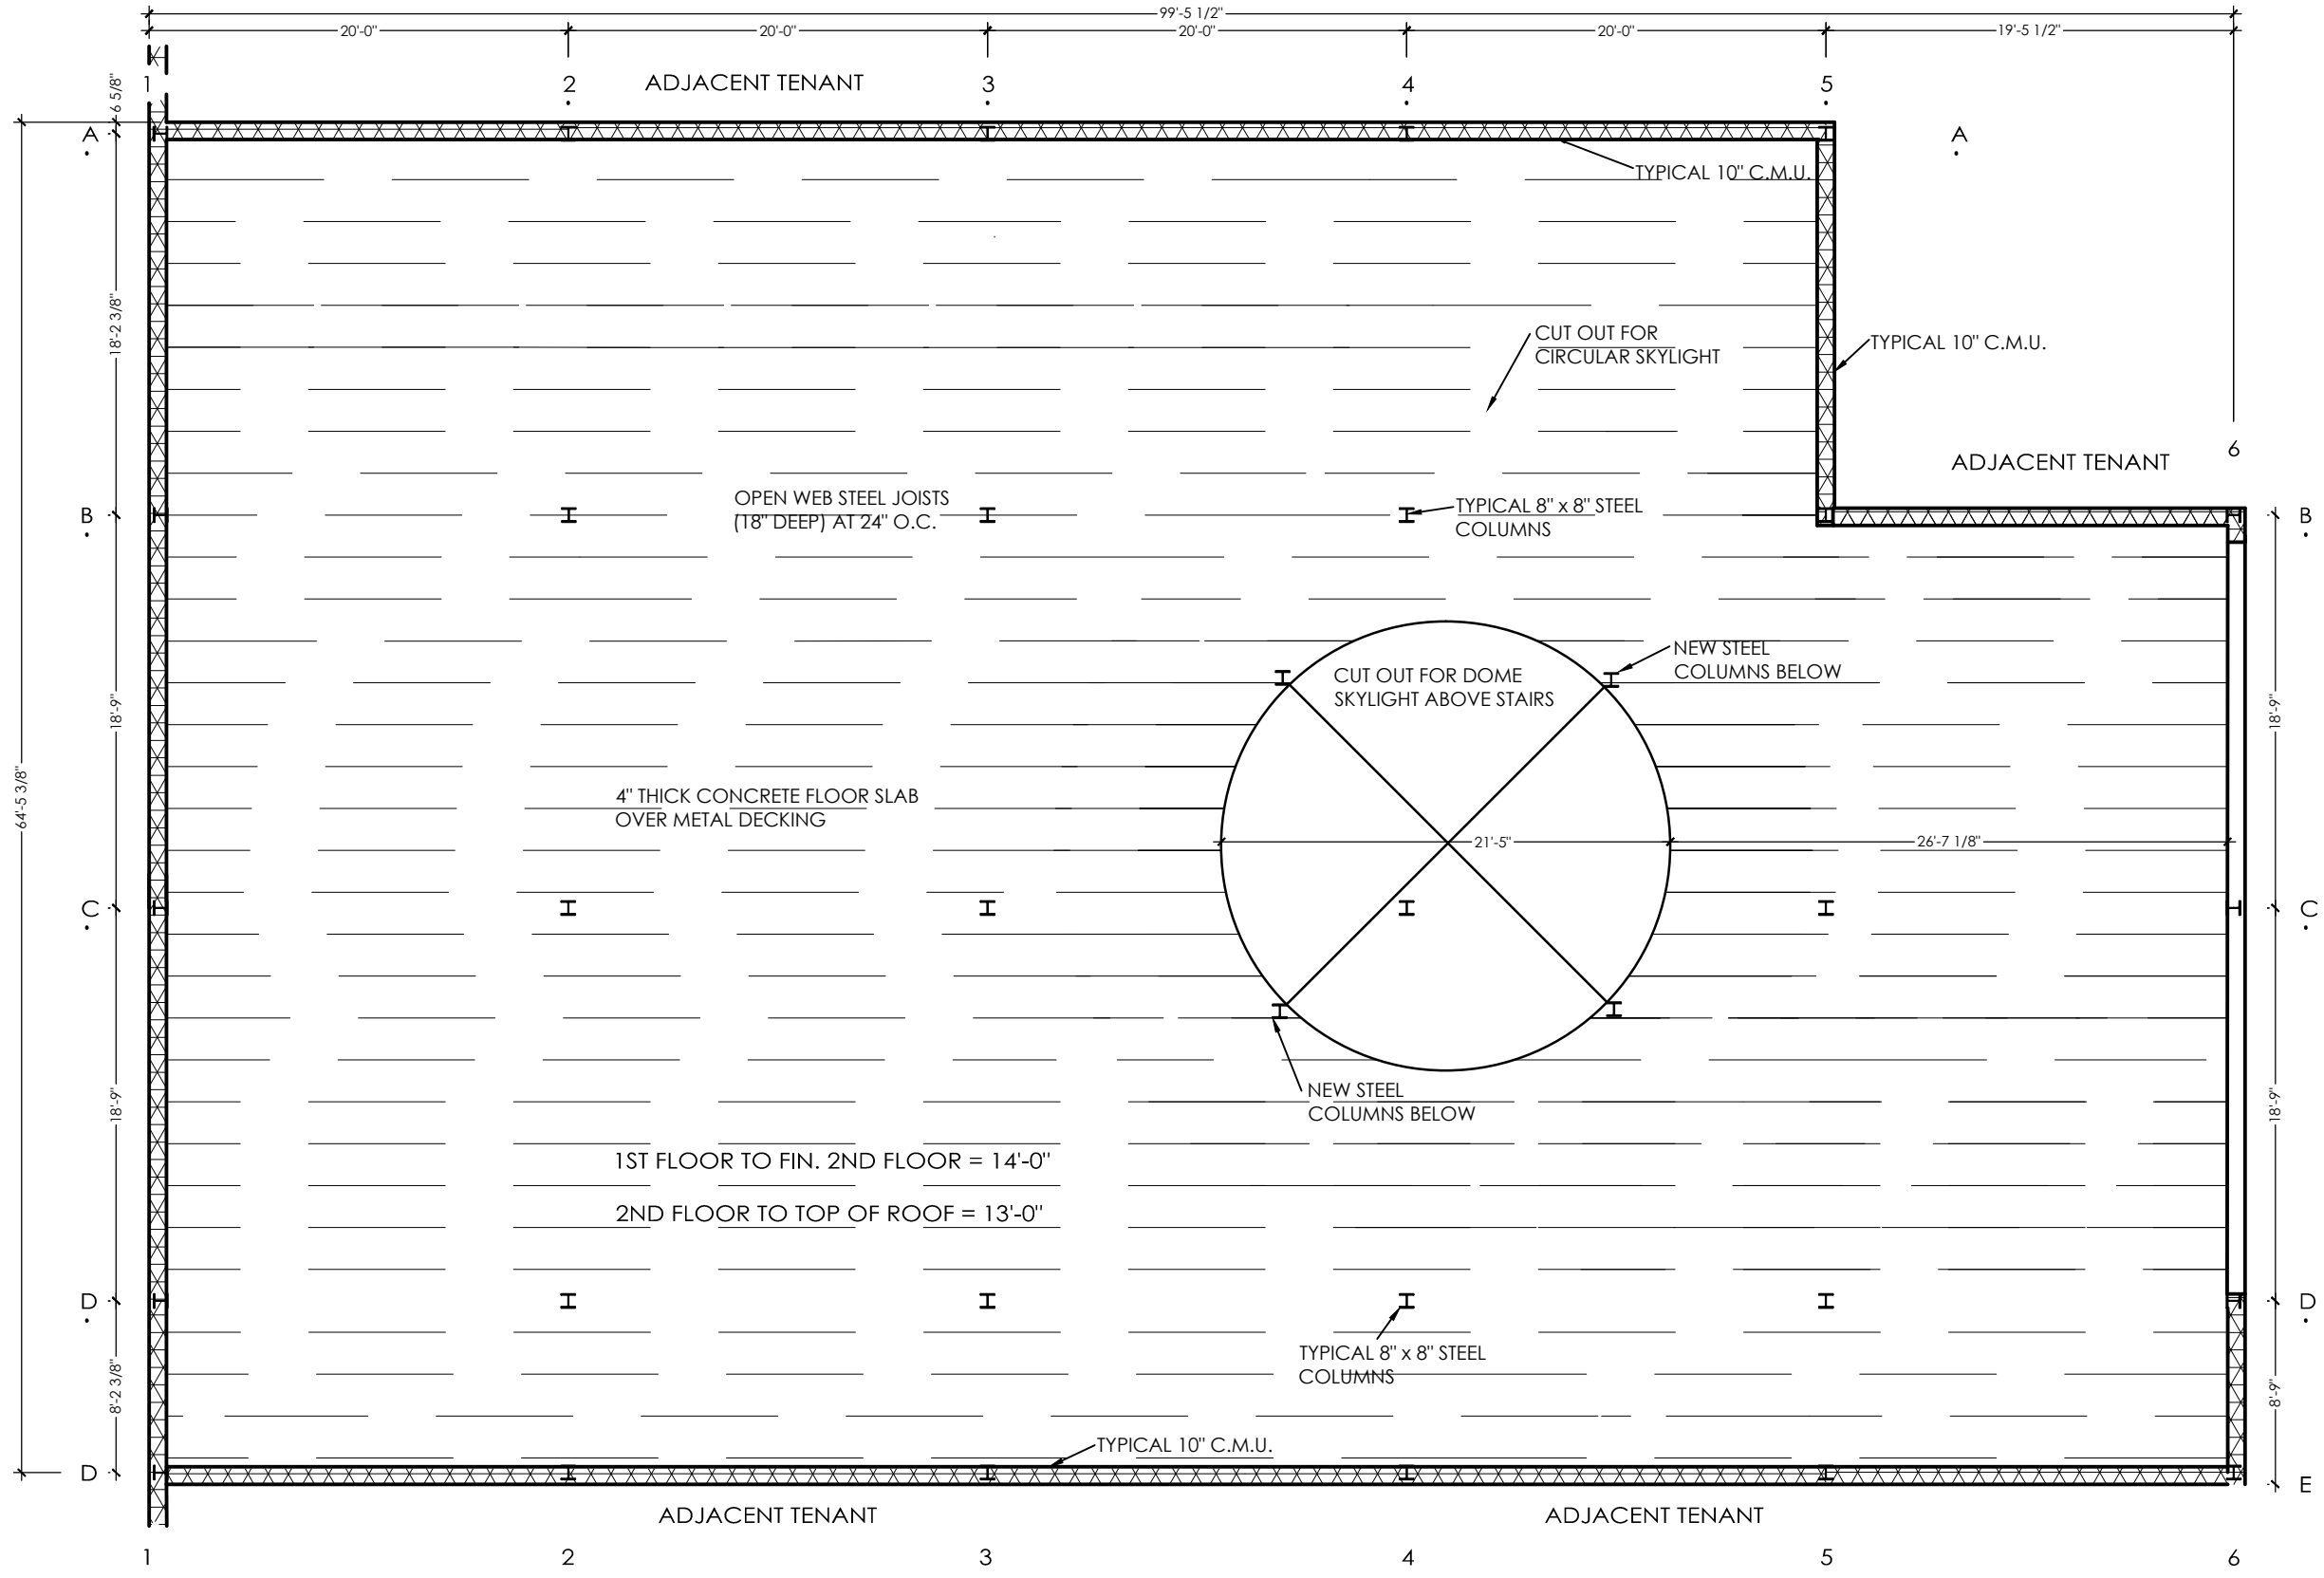 99'-5 1/2"
20'-0"
20'-0"
20'-0"
20'-0"
19'-5 1/2"
1
2
ADJACENT TENANT
3
4
5
6 5/8"
A
A
TYPICAL 10" C.M.U.
18'-2 3/8"
CUT OUT FOR
CIRCULAR SKYLIGHT
TYPICAL 10" C.M.U.
6
ADJACENT TENANT
B
OPEN WEB STEEL JOISTS
(18" DEEP) AT 24" O.C.
TYPICAL 8" x 8" STEEL
COLUMNS
B
NEW STEEL
COLUMNS BELOW
CUT OUT FOR DOME
SKYLIGHT ABOVE STAIRS
18'-9"
18'-9"
64'-5 3/8"
4" THICK CONCRETE FLOOR SLAB
OVER METAL DECKING
21'-5"
26'-7 1/8"
C
C
NEW STEEL
COLUMNS BELOW
18'-9"
18'-9"
1ST FLOOR TO FIN. 2ND FLOOR = 14'-0"
2ND FLOOR TO TOP OF ROOF = 13'-0"
D
D
TYPICAL 8" x 8" STEEL
COLUMNS
8'-2 3/8"
8'-9"
TYPICAL 10" C.M.U.
D
E
ADJACENT TENANT
ADJACENT TENANT
1
2
3
4
5
6